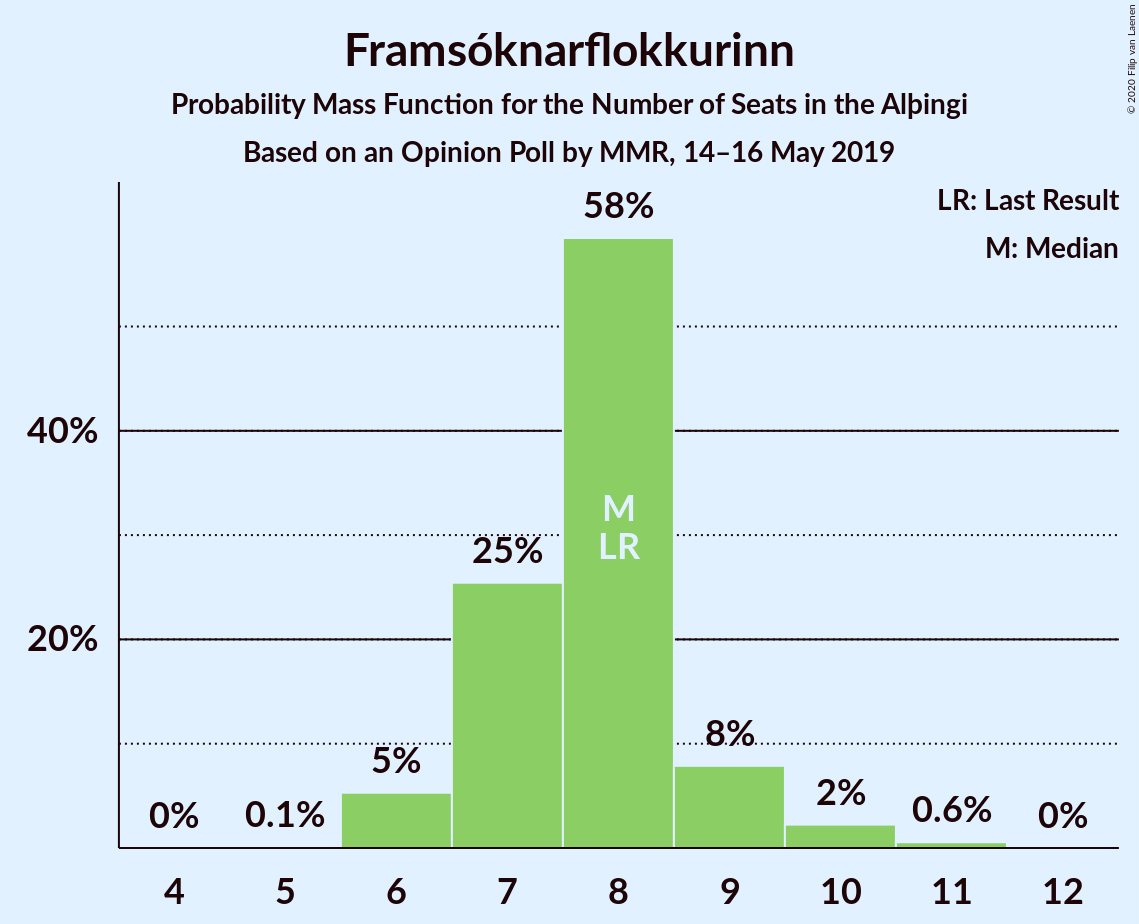 Framsóknarflokkurinn
Probability Mass Function for the Number of Seats in the Alþingi
Based on an Opinion Poll by MMR, 14–16 May 2019
© 2020 Filip van Laenen
LR: Last Result
M: Median
58%
40%
M
LR
25%
20%
8%
5%
2%
0.6%
0%
0.1%
0%
4 5 6 7 8 9 10 11 12